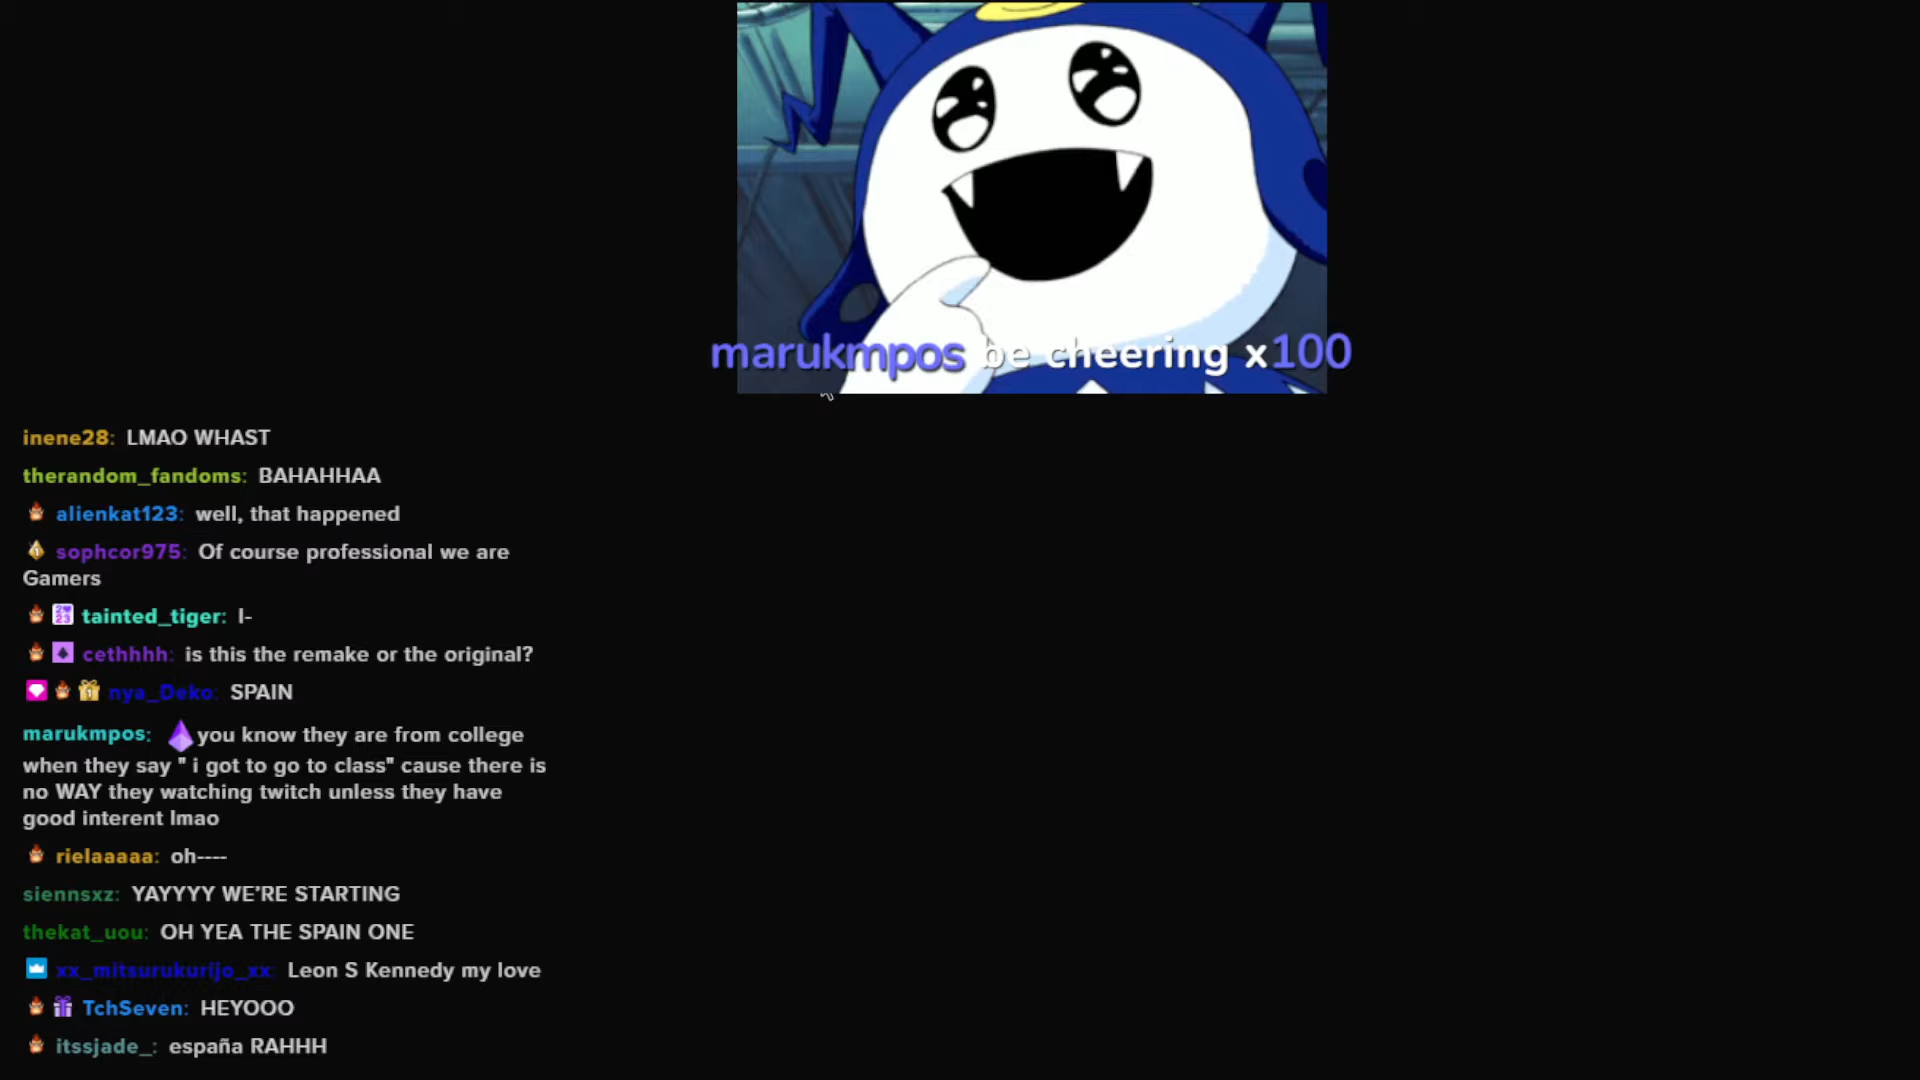 marukmpos be cheering x100
inene28: LMAO WHAST
therandom_fandoms: BAHAHHAA
alienkat123: well, that happened
sophcor975: Of course professional we are
Gamers
tainted_tiger: I-
cethhhh: is this the remake or the original?
nya_Deko: SPAIN
marukmpos: you know they are from college
when they say " i got to go to class" cause there is
no WAY they watching twitch unless they have
good interent lmao
rielaaaaa: oh----
siennsxz: YAYYYY WE'RE STARTING
thekat_uou: OH YEA THE SPAIN ONE
xx_mitsurukurijo_xx: Leon S Kennedy my love
TchSeven: HEYOOO
itssjade_: españa RAHHH